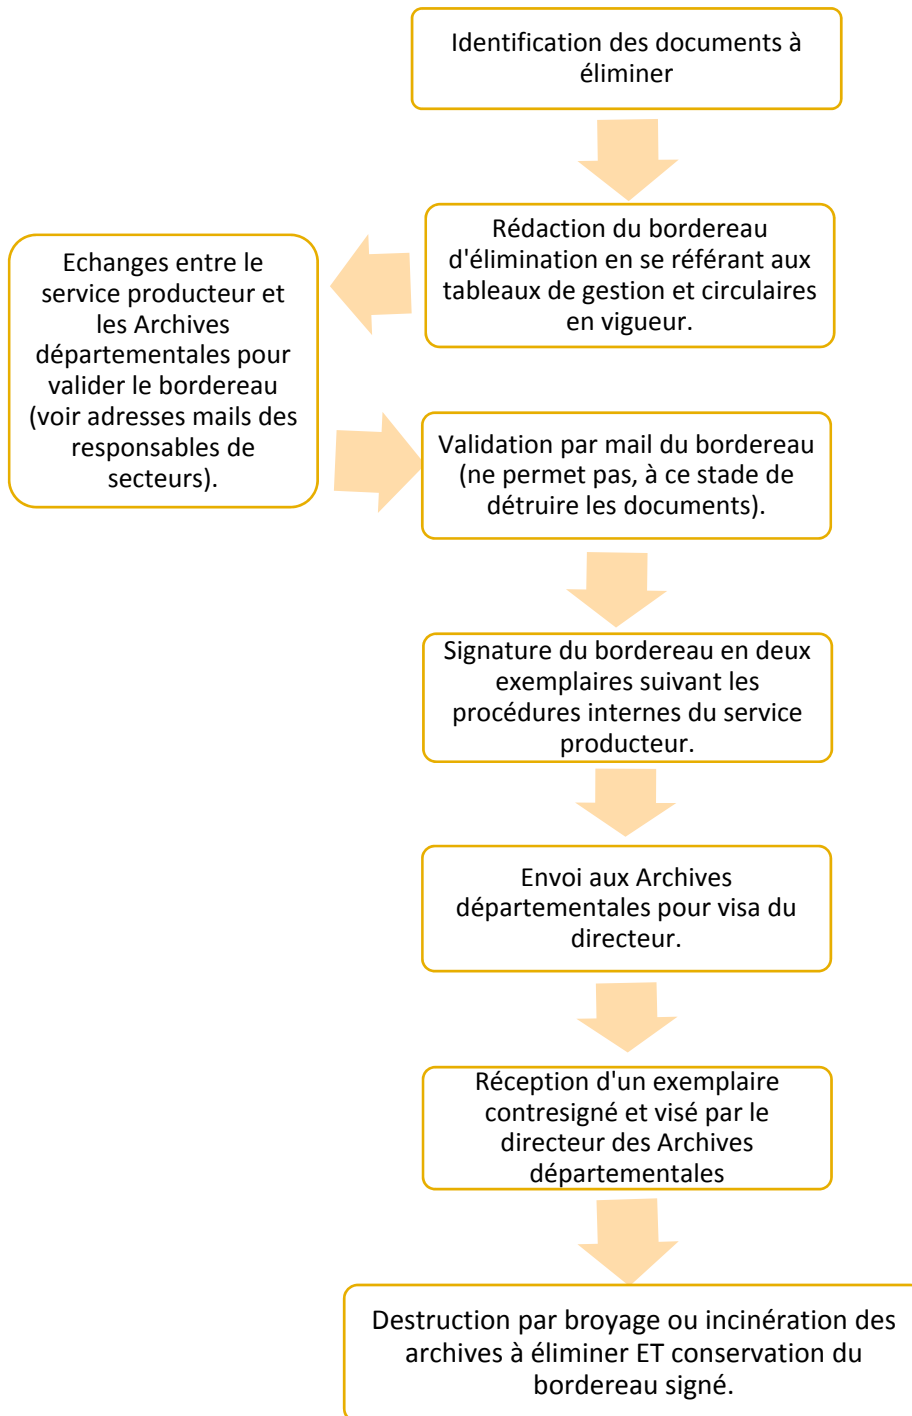 Identification des documents à
éliminer
Rédaction du bordereau
d'élimination en se référant aux
tableaux de gestion et circulaires
en vigueur.
Echanges entre le
service producteur et
les Archives
départementales pour
valider le bordereau
(voir adresses mails des
responsables de
secteurs).
Validation par mail du bordereau
(ne permet pas, à ce stade de
détruire les documents).
Signature du bordereau en deux
exemplaires suivant les
procédures internes du service
producteur.
Envoi aux Archives
départementales pour visa du
directeur.
Réception d'un exemplaire
contresigné et visé par le
directeur des Archives
départementales
Destruction par broyage ou incinération des
archives à éliminer ET conservation du
bordereau signé.